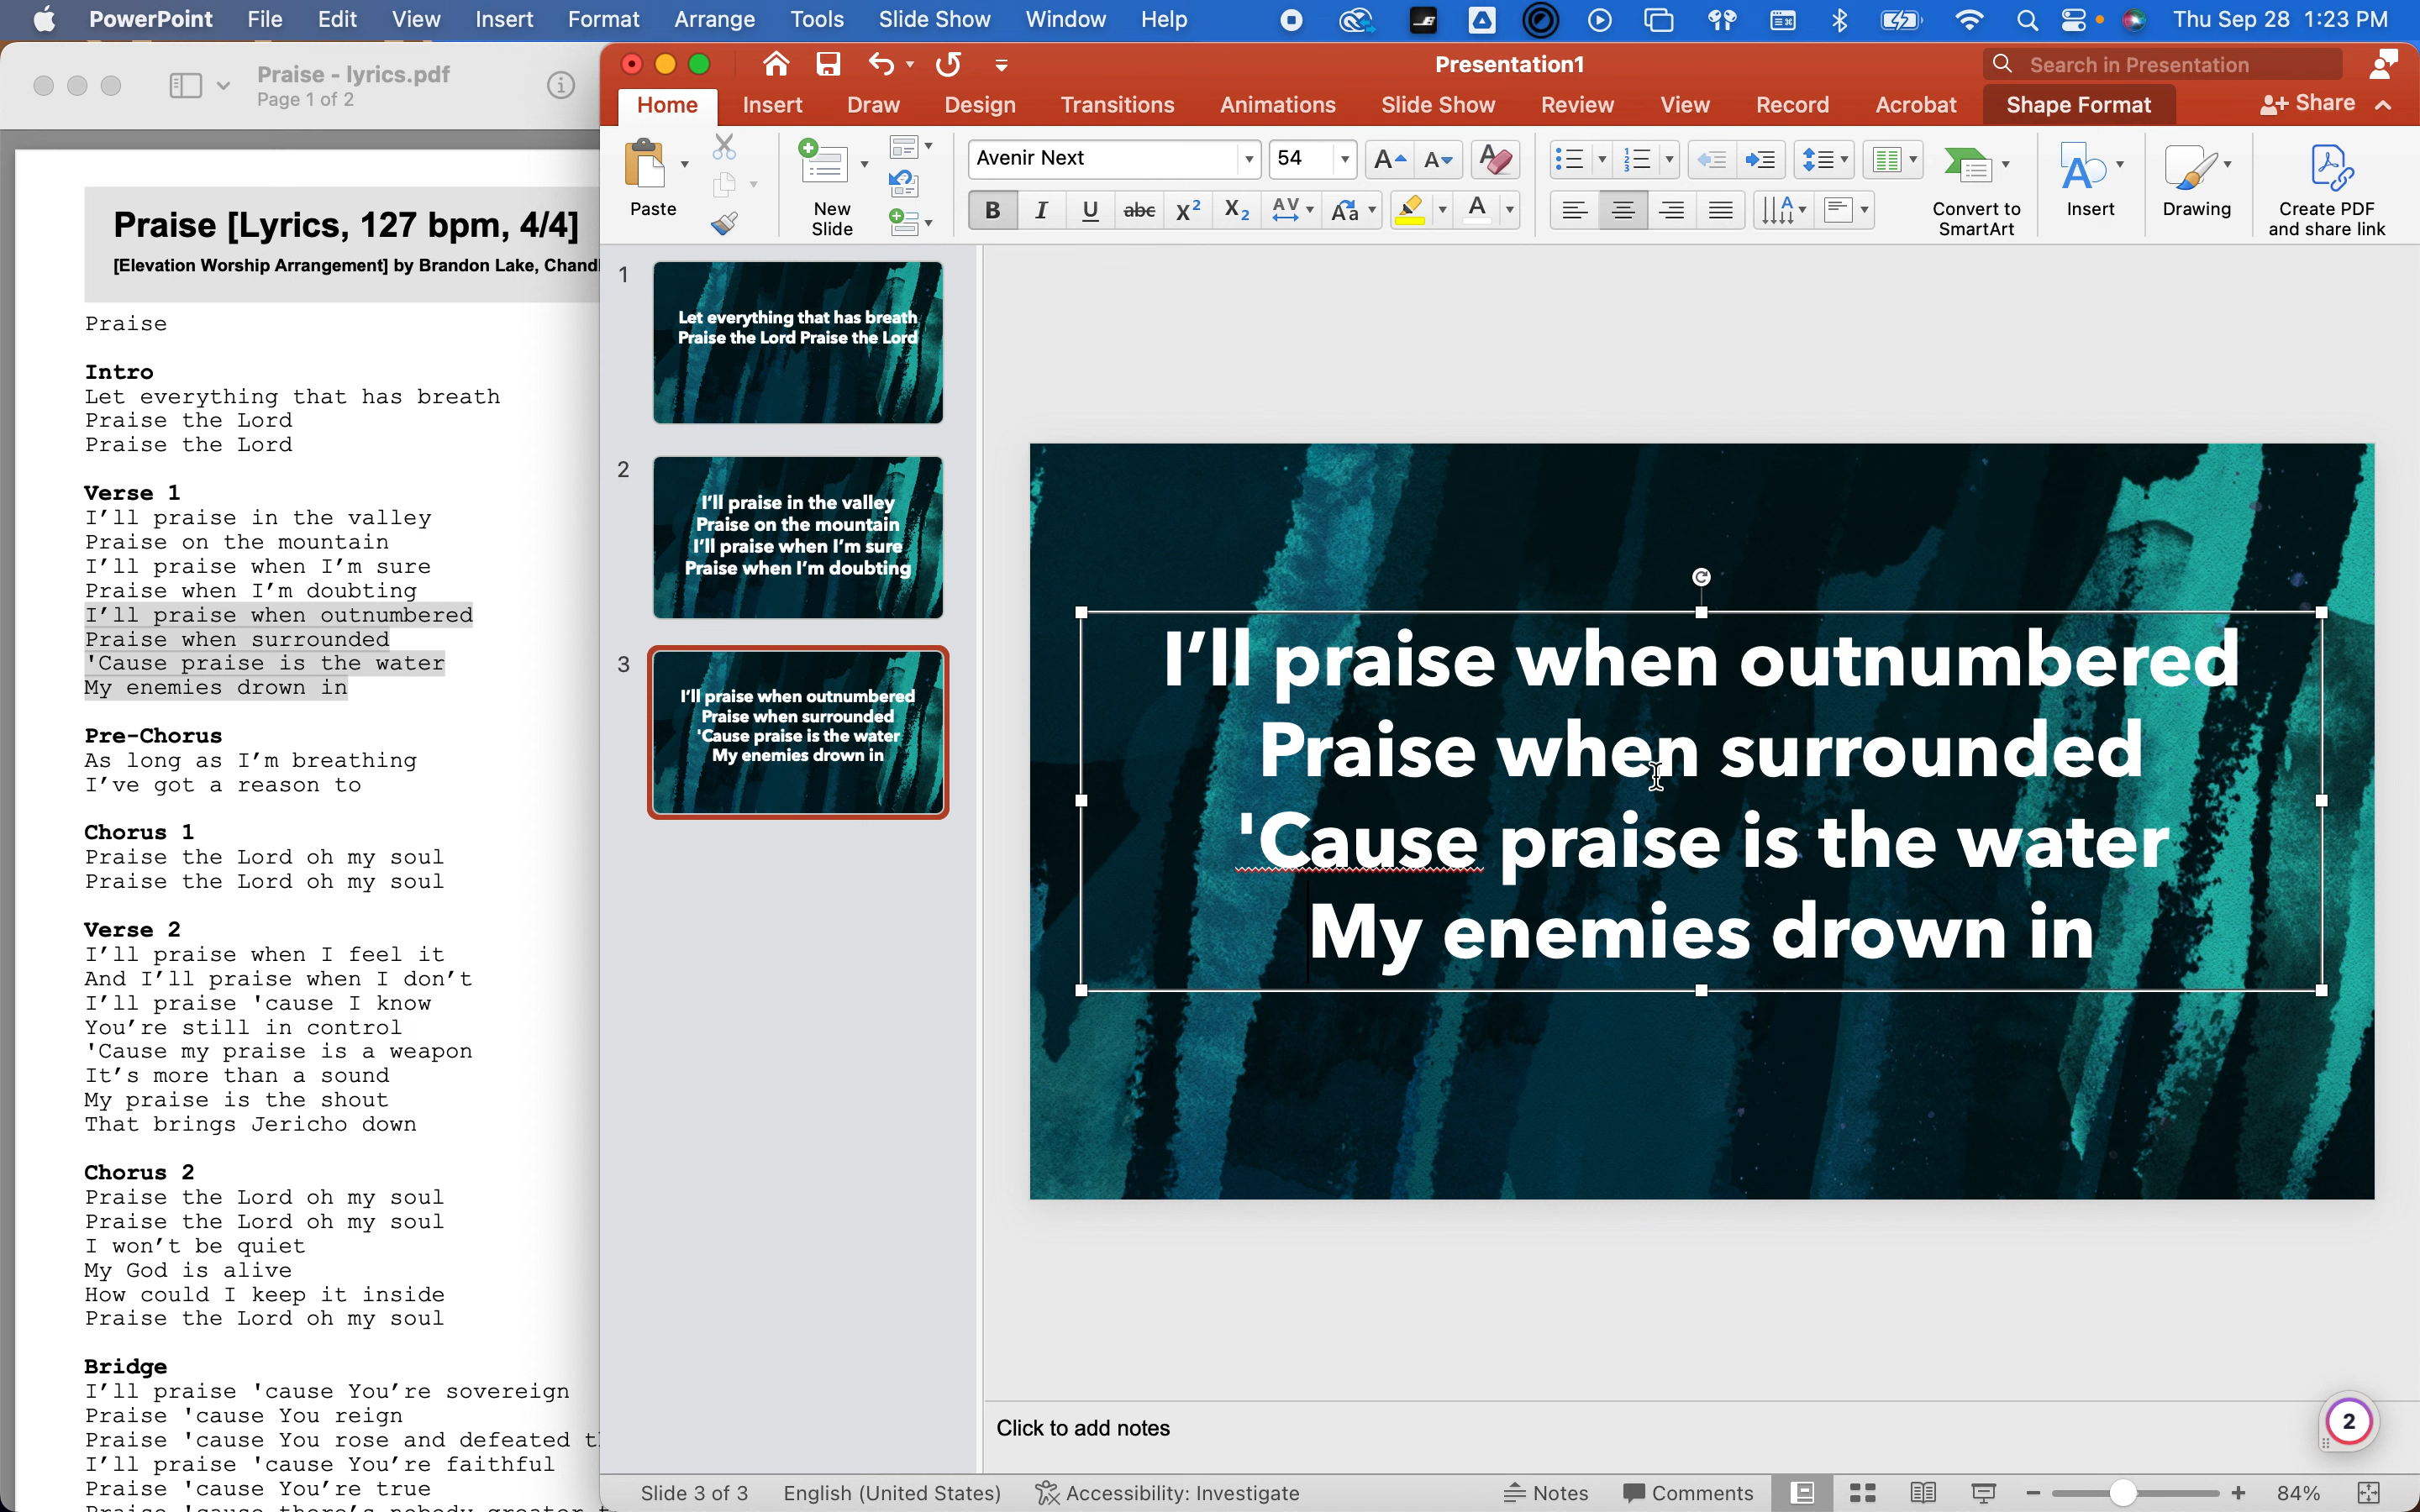 PowerPoint File Edit View Insert Format Arrange Tools Slide Show Window Help Thu Sep 28 1:23 PM
Praise - lyrics.pdf
Page 1 of 2
Praise [Lyrics, 127 bpm, 4/4]
[Elevation Worship Arrangement] by Brandon Lake, Chandl
Praise
Intro
Let everything that has breath
Praise the Lord
Praise the Lord
Verse 1
I’ll praise in the valley
Praise on the mountain
I’ll praise when I’m sure
Praise when I’m doubting
I’ll praise when outnumbered
Praise when surrounded
'Cause praise is the water
My enemies drown in
Pre-Chorus
As long as I’m breathing
I’ve got a reason to
Chorus 1
Praise the Lord oh my soul
Praise the Lord oh my soul
Verse 2
I’ll praise when I feel it
And I’ll praise when I don’t
I’ll praise 'cause I know
You’re still in control
'Cause my praise is a weapon
It’s more than a sound
My praise is the shout
That brings Jericho down
Chorus 2
Praise the Lord oh my soul
Praise the Lord oh my soul
I won’t be quiet
My God is alive
How could I keep it inside
Praise the Lord oh my soul
Bridge
I’ll praise 'cause You’re sovereign
Praise 'cause You reign
Praise 'cause You rose and defeated
I’ll praise 'cause You’re faithful
Praise 'cause You’re true
Praise 'cause there’s nobody greater
Presentation1
Search in Presentation
Home Insert Draw Design Transitions Animations Slide Show Review View Record Acrobat Shape Format Share
Paste
New
Slide
Avenir Next 54
Convert to
SmartArt
Insert
Drawing
Create PDF
and share link
1
Let everything that has breath
Praise the Lord Praise the Lord
2
I’ll praise in the valley
Praise on the mountain
I’ll praise when I’m sure
Praise when I’m doubting
3
I’ll praise when outnumbered
Praise when surrounded
'Cause praise is the water
My enemies drown in
I’ll praise when outnumbered
Praise when surrounded
'Cause praise is the water
My enemies drown in
Click to add notes
2
Slide 3 of 3 English (United States) Accessibility: Investigate Notes Comments 84%